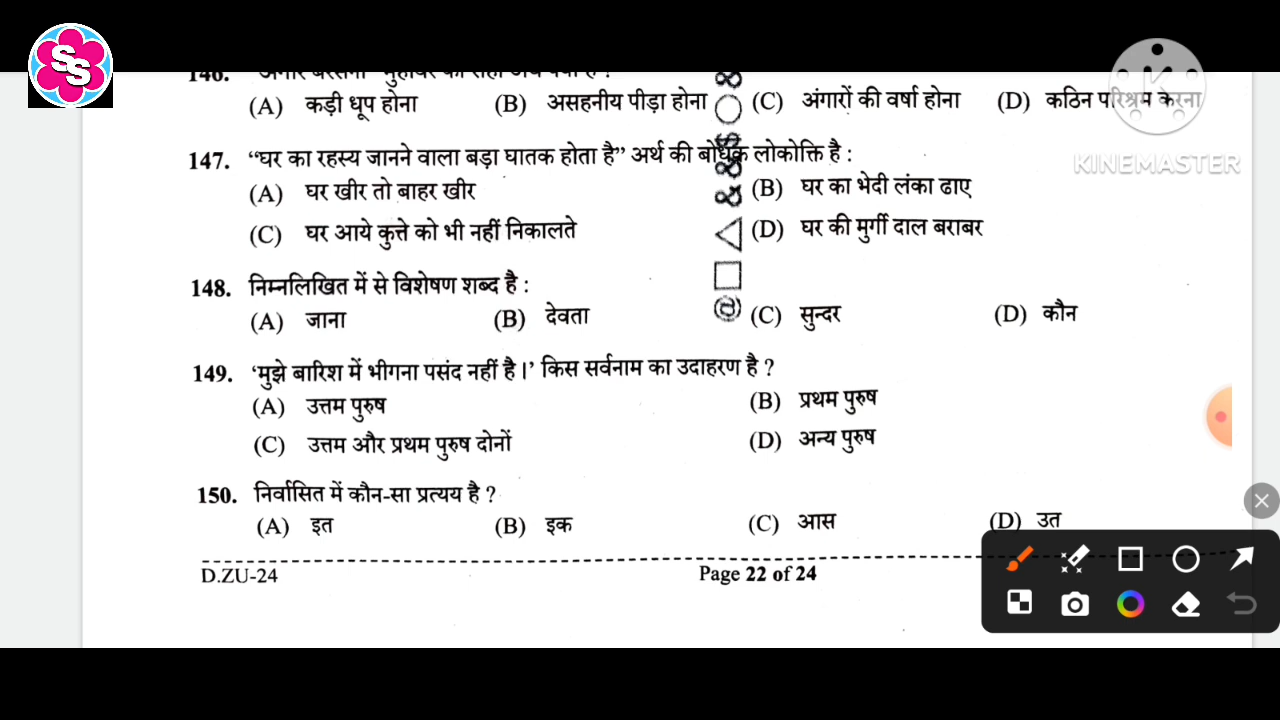 SS
KINEMASTER
146.
(A) कड़ी धूप होना (B) असहनीय पीड़ा होना (C) अंगारों की वर्षा होना (D) कठिन परिश्रम करना
147. “घर का रहस्य जानने वाला बड़ा घातक होता है” अर्थ की बोधक लोकोक्ति है :
(A) घर खीर तो बाहर खीर (B) घर का भेदी लंका ढाए
(C) घर आये कुत्ते को भी नहीं निकालते (D) घर की मुर्गी दाल बराबर
148. निम्नलिखित में से विशेषण शब्द है :
(A) जाना (B) देवता (C) सुन्दर (D) कौन
149. ‘मुझे बारिश में भीगना पसंद नहीं है।’ किस सर्वनाम का उदाहरण है ?
(A) उत्तम पुरुष (B) प्रथम पुरुष
(C) उत्तम और प्रथम पुरुष दोनों (D) अन्य पुरुष
150. निर्वासित में कौन-सा प्रत्यय है ?
(A) इत (B) इक (C) आस (D) उत
D.ZU-24 Page 22 of 24